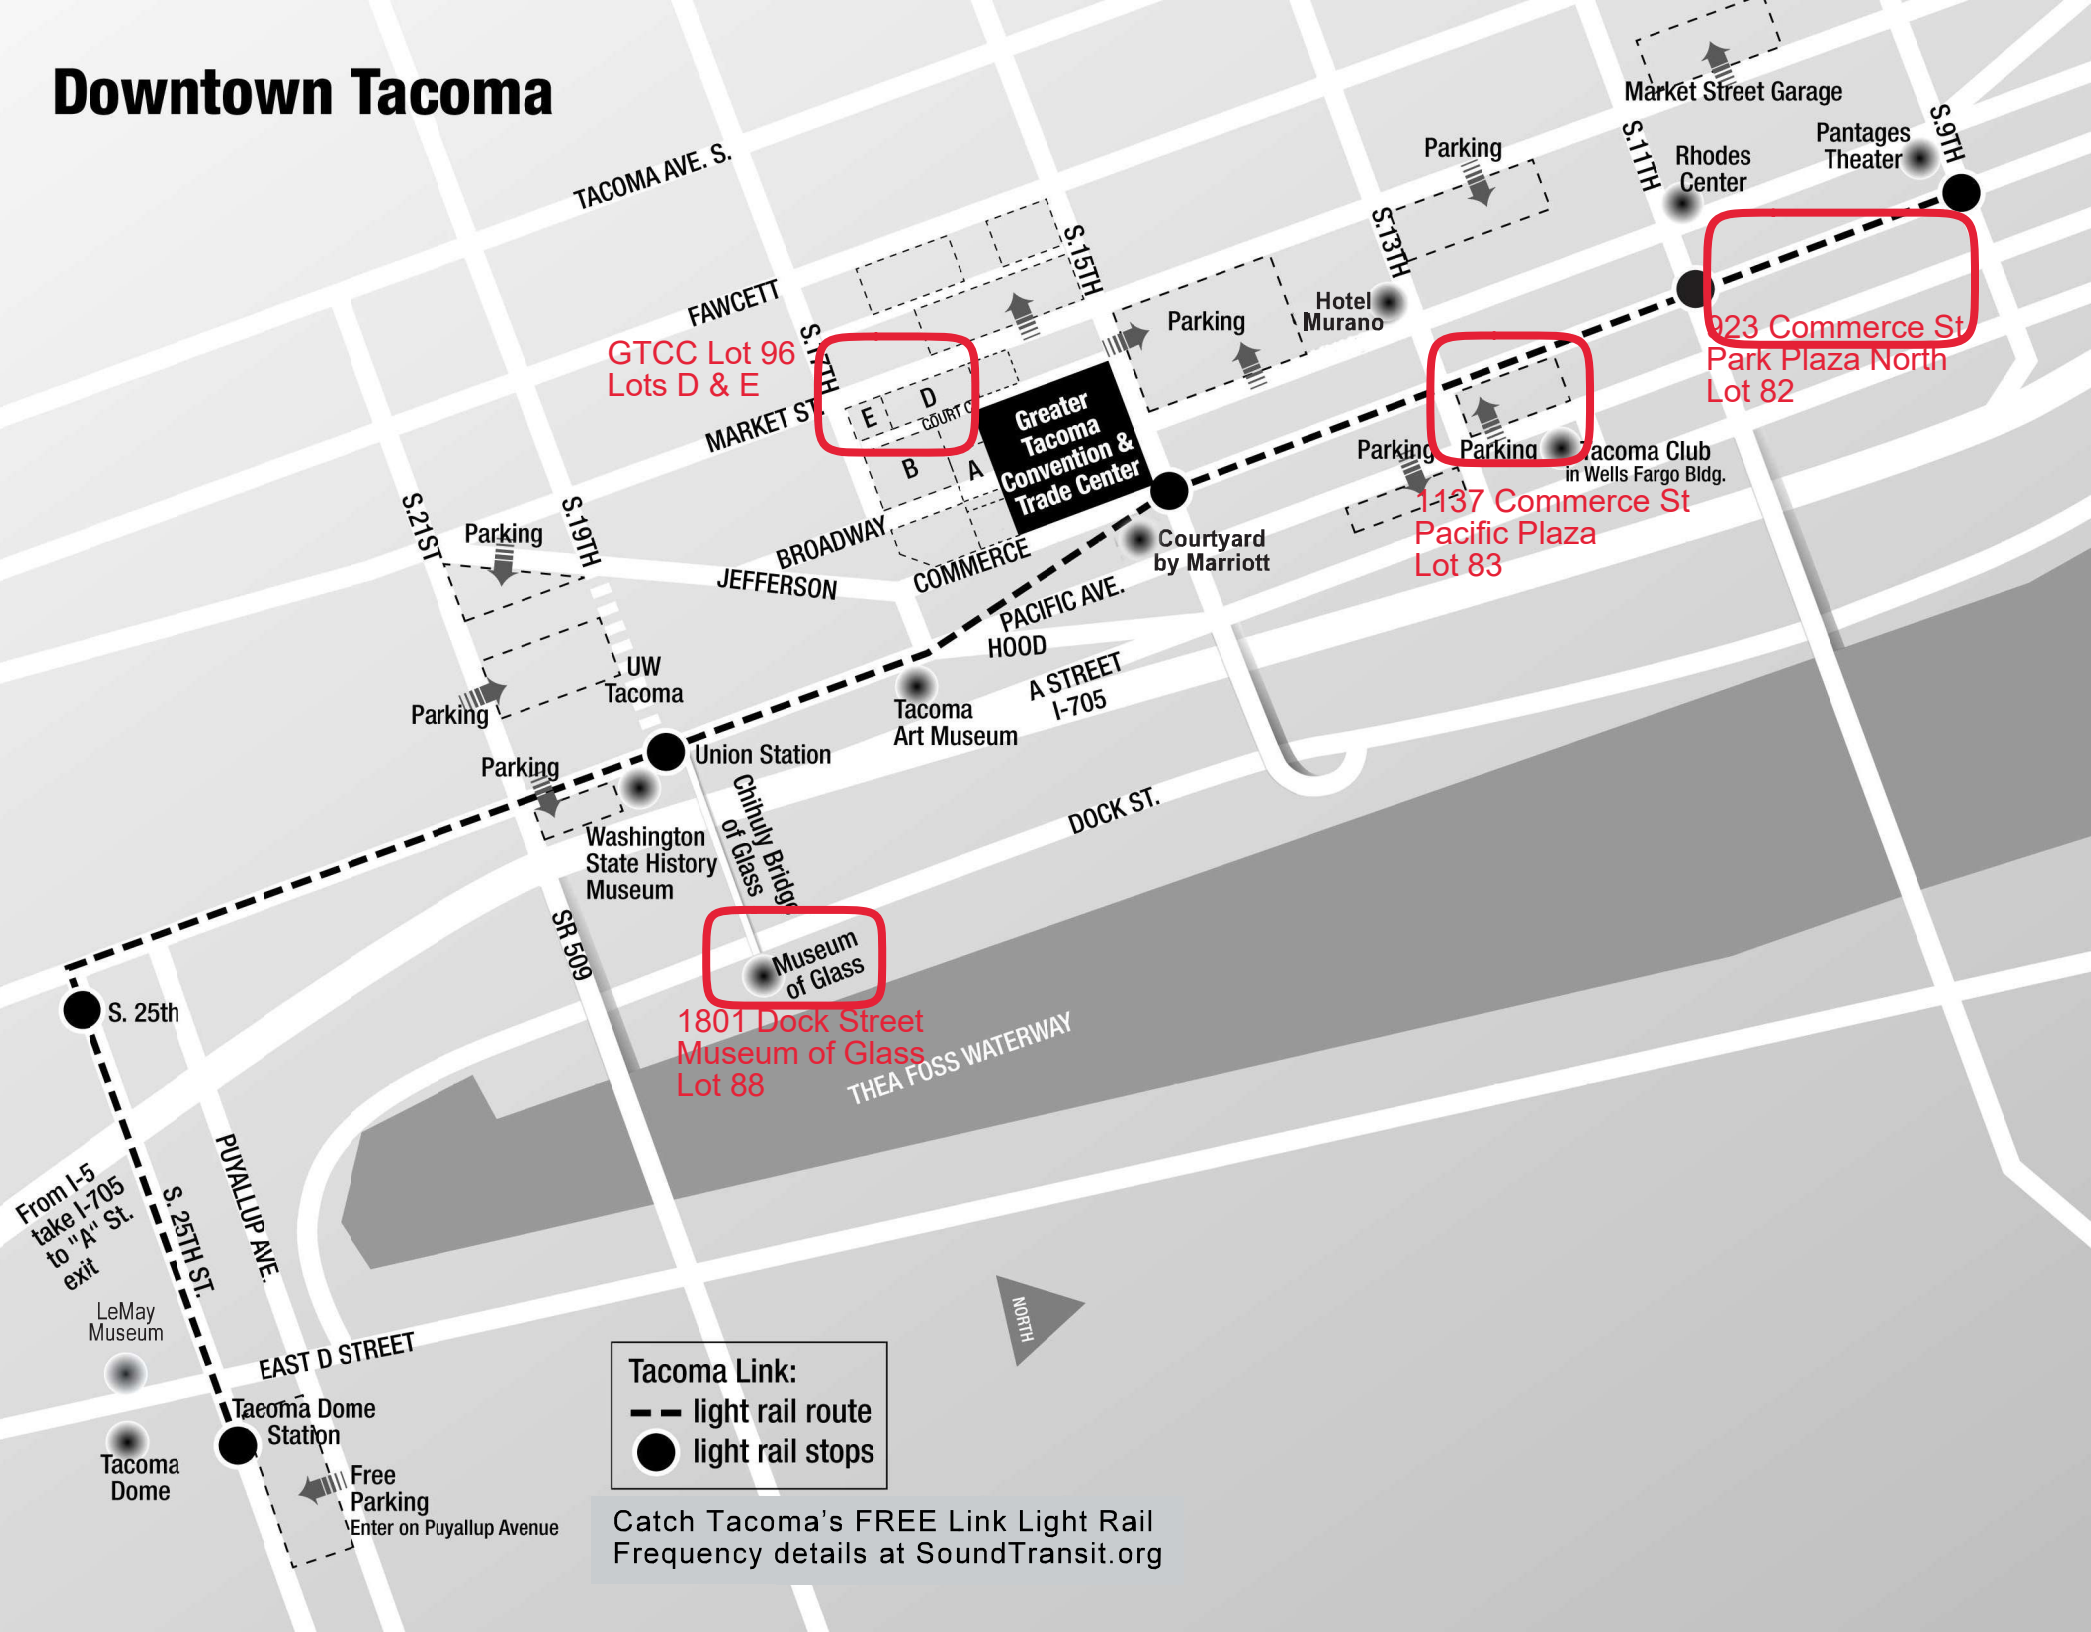 Downtown Tacoma
TACOMA AVE. S.
FAWCETT
MARKET ST.
S.17TH
S.15TH
S.13TH
S.11TH
S.9TH
Market Street Garage
Pantages
Theater
Rhodes
Center
Parking
Parking
Hotel
Murano
923 Commerce St
Park Plaza North
Lot 82
GTCC Lot 96
Lots D & E
E
D
COURT C
B
A
Greater
Tacoma
Convention &
Trade Center
Parking
Parking
Tacoma Club
in Wells Fargo Bldg.
1137 Commerce St
Pacific Plaza
Lot 83
S.21ST
S.19TH
Parking
BROADWAY
JEFFERSON
COMMERCE
Courtyard
by Marriott
PACIFIC AVE.
HOOD
A STREET
I-705
UW
Tacoma
Parking
Tacoma
Art Museum
Union Station
Parking
Washington
State History
Museum
Chihuly Bridge
of Glass
DOCK ST.
SR 509
Museum
of Glass
1801 Dock Street
Museum of Glass
Lot 88
THEA FOSS WATERWAY
S. 25th
From I-5
take I-705
to "A" St.
exit
S. 25TH ST.
PUYALLUP AVE.
LeMay
Museum
EAST D STREET
Tacoma Dome
Station
Tacoma
Dome
Free
Parking
Enter on Puyallup Avenue
NORTH
Tacoma Link:
light rail route
light rail stops
Catch Tacoma’s FREE Link Light Rail
Frequency details at SoundTransit.org